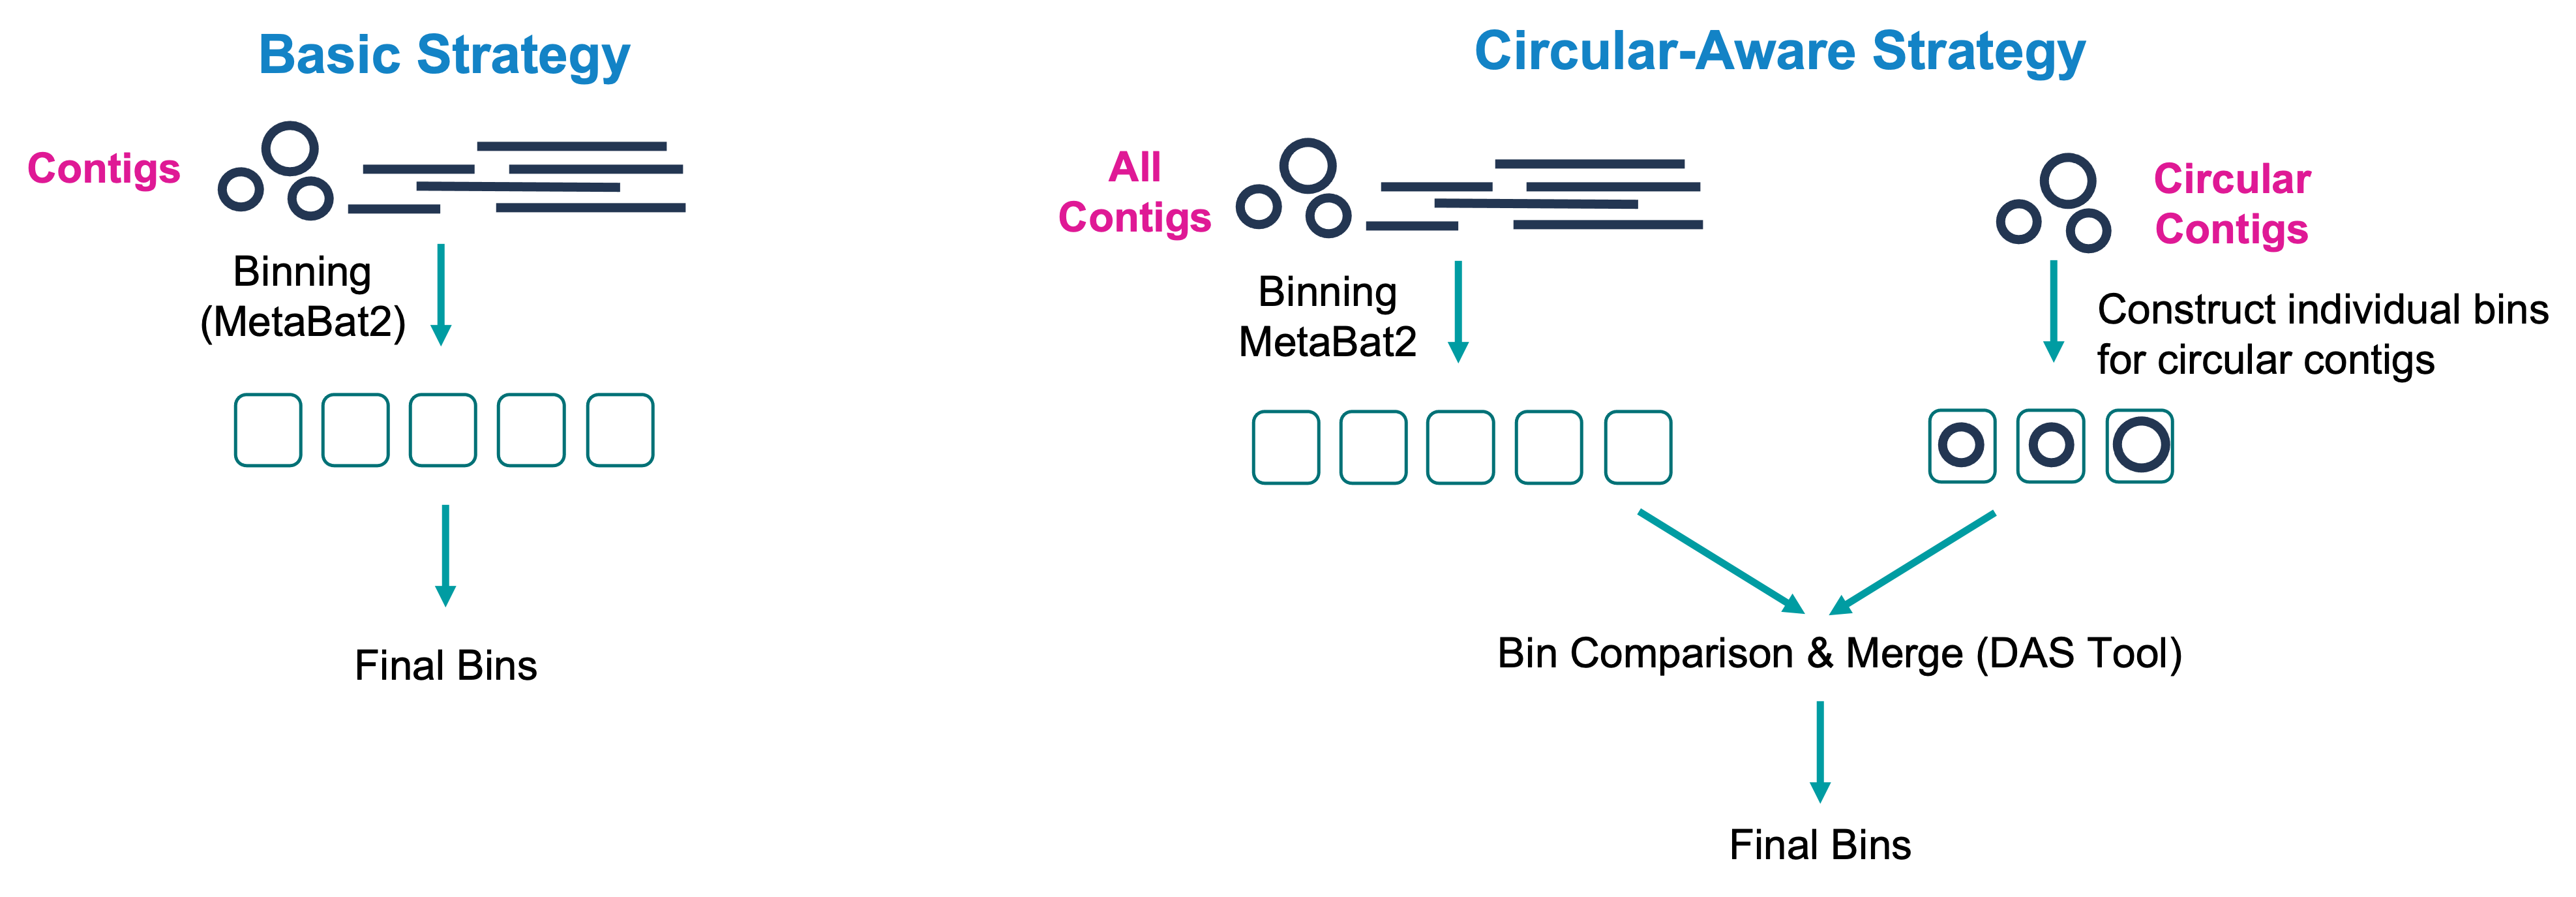 Basic Strategy
Contigs
Binning
(MetaBat2)
Final Bins
Circular-Aware Strategy
All
Contigs
Circular
Contigs
Binning
MetaBat2
Construct individual bins
for circular contigs
Bin Comparison & Merge (DAS Tool)
Final Bins